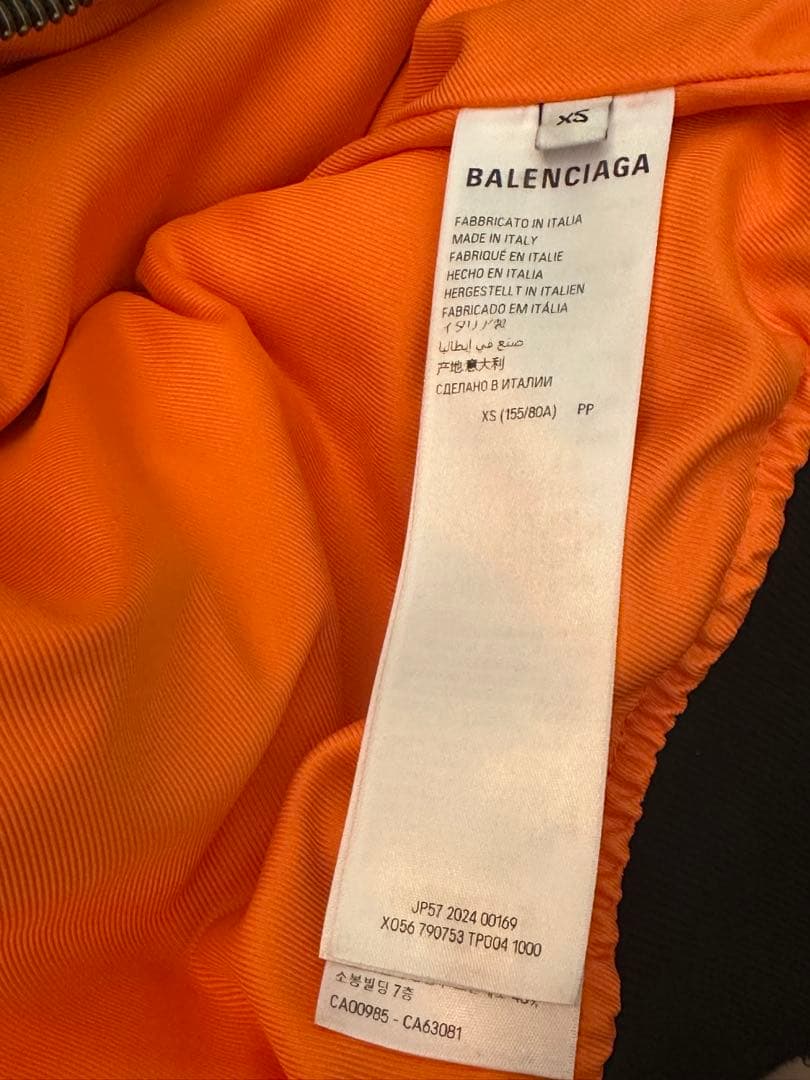 XS
BALENCIAGA
FABBRICATO IN ITALIA
MADE IN ITALY
FABRIQUÉ EN ITALIE
HECHO EN ITALIA
HERGESTELLT IN ITALIEN
FABRICADO EM ITÁLIA
イタリア製
صنع في إيطاليا
产地意大利
СДЕЛАНО В ИТАЛИИ
XS (155/80A) PP
JP57 2024 00169
X056 790753 TP004 1000
소봉빌딩 7층
CA00985 - CA63081